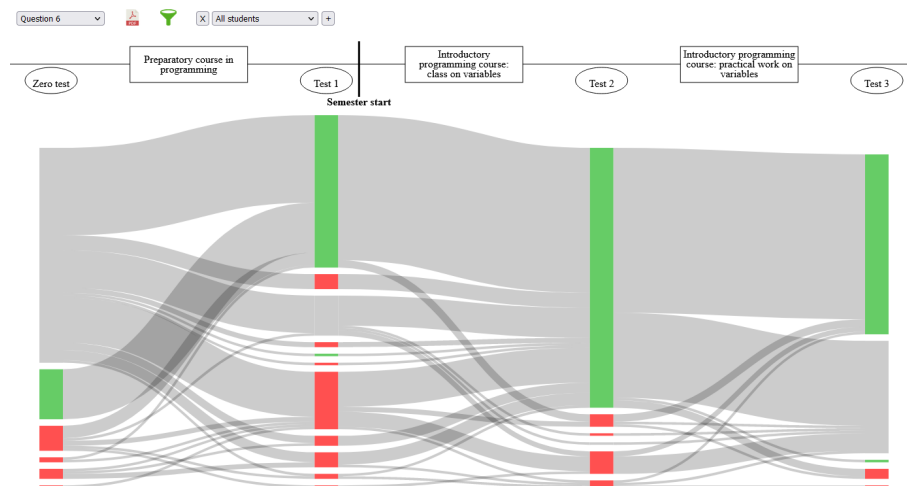 Question 6
PDF
X
All students
+
Preparatory course in
programming
Introductory
programming course:
class on variables
Introductory programming
course: practical work on
variables
Zero test
Test 1
Test 2
Test 3
Semester start